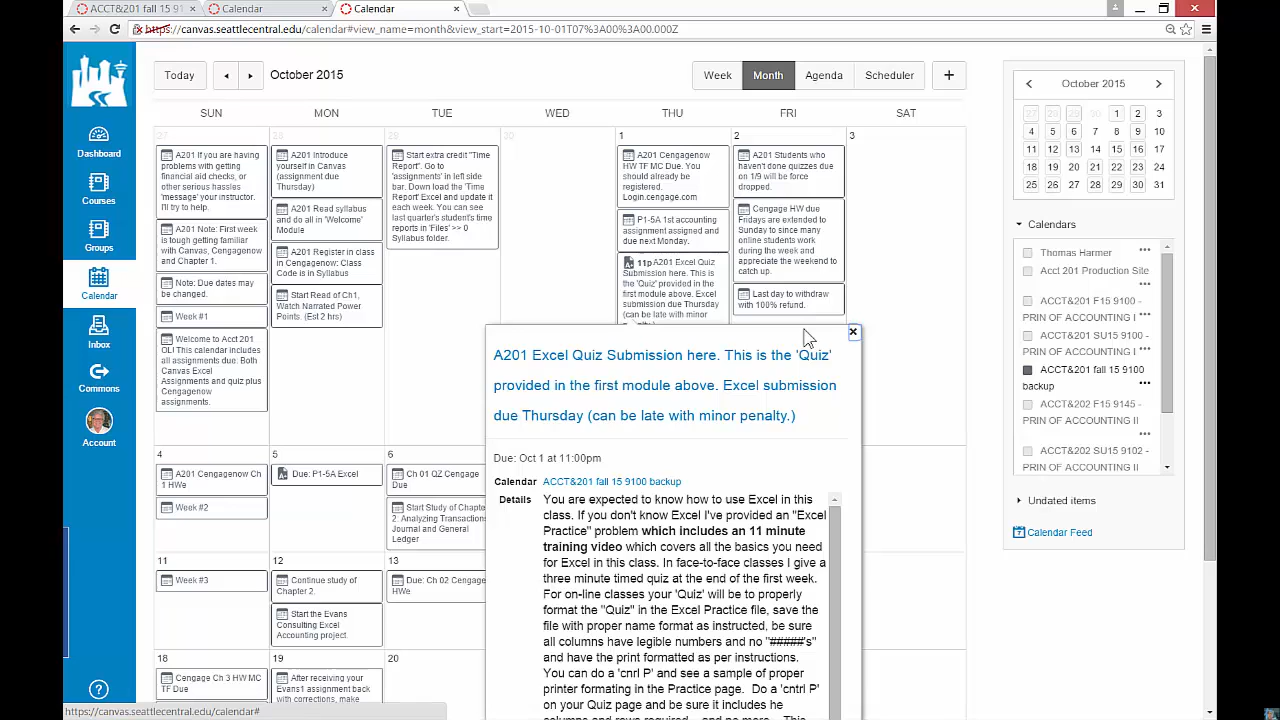 ACCT&201 fall 15 91
Calendar
Calendar
https://canvas.seattlecentral.edu/calendar#view_name=month&view_start=2015-10-01T07%3A00%3A00.000Z
Dashboard
Courses
Groups
Calendar
Inbox
Commons
Account
Today
October 2015
Week
Month
Agenda
Scheduler
+
SUN
MON
TUE
WED
THU
FRI
SAT
27
28
29
30
1
2
3
A201 If you are having
problems with getting
financial aid checks, or
other serious hassles
'message' your instructor.
I'll try to help.
A201 Note: First week
is tough getting familiar
with Canvas, Cengagenow
and Chapter 1.
Note: Due dates may
be changed.
Week #1
Welcome to Acct 201
OL! This calendar includes
all assignments due: Both
Canvas Excel
Assignments and quiz plus
Cengagenow
assignments.
A201 Introduce
yourself in Canvas
(assignment due
Thursday)
A201 Read syllabus
and do all in 'Welcome'
Module
A201 Register in class
in Cengagenow: Class
Code is in Syllabus
Start Read of Ch1,
Watch Narrated Power
Points. (Est 2 hrs)
Start extra credit "Time
Report'. Go to
'assignments' in left side
bar. Down load the 'Time
Report' Excel and update it
each week. You can see
last quarter's student's time
reports in 'Files' >> 0
Syllabus folder.
A201 Cengagenow
HW TF MC Due. You
should already be
registered.
Login.cengage.com
P1-5A 1st accounting
assignment assigned and
due next Monday.
11p A201 Excel Quiz
Submission here. This is
the 'Quiz' provided in the
first module above. Excel
submission due Thursday
(can be late with minor
A201 Students who
haven't done quizzes due
on 1/9 will be force
dropped.
Cengage HW due
Fridays are extended to
Sunday to since many
online students work
during the week and
appreciate the weekend to
catch up.
Last day to withdraw
with 100% refund.
4
5
6
A201 Cengagenow Ch
1 HWe
Week #2
Due: P1-5A Excel
Ch 01 QZ Cengage
Due
Start Study of Chapte
2. Analyzing Transaction
Journal and General
Ledger
11
12
13
Week #3
Continue study of
Chapter 2.
Start the Evans
Consulting Excel
Accounting project.
Due: Ch 02 Cengage
HWe
18
19
20
Cengage Ch 3 HW MC
TF Due
After receiving your
Evans1 assignment back
with corrections, make
A201 Excel Quiz Submission here. This is the 'Quiz'
provided in the first module above. Excel submission
due Thursday (can be late with minor penalty.)
Due: Oct 1 at 11:00pm
Calendar ACCT&201 fall 15 9100 backup
Details You are expected to know how to use Excel in this
class. If you don't know Excel I've provided an "Excel
Practice" problem which includes an 11 minute
training video which covers all the basics you need
for Excel in this class. In face-to-face classes I give a
three minute timed quiz at the end of the first week.
For on-line classes your 'Quiz' will be to properly
format the "Quiz" in the Excel Practice file, save the
file with proper name format as instructed, be sure
all columns have legible numbers and no "#####'s"
and have the print formatted as per instructions.
You can do a 'cnrl P' and see a sample of proper
printer formating in the Practice page. Do a 'cntrl P'
on your Quiz page and be sure it includes he
October 2015
27 28 29 30 1 2 3
4 5 6 7 8 9 10
11 12 13 14 15 16 17
18 19 20 21 22 23 24
25 26 27 28 29 30 31
Calendars
Thomas Harmer
Acct 201 Production Site
ACCT&201 F15 9100 -
PRIN OF ACCOUNTING I
ACCT&201 SU15 9100 -
PRIN OF ACCOUNTING I
ACCT&201 fall 15 9100
backup
ACCT&202 F15 9145 -
PRIN OF ACCOUNTING II
ACCT&202 SU15 9102 -
PRIN OF ACCOUNTING II
Undated items
Calendar Feed
https://canvas.seattlecentral.edu/calendar#